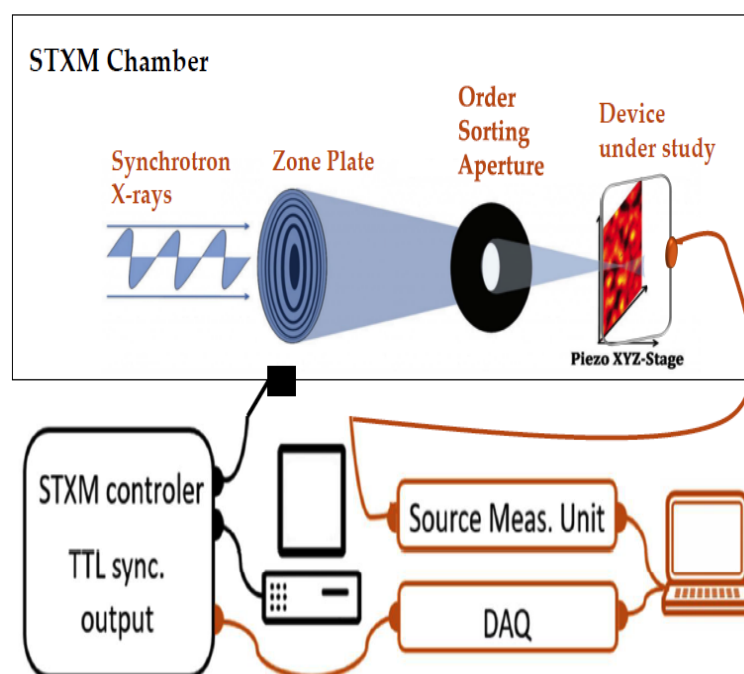 STXM Chamber
Synchrotron
X-rays
Zone Plate
Order
Sorting
Aperture
Device
under study
Piezo XYZ-Stage
STXM controler
TTL sync.
output
Source Meas. Unit
DAQ